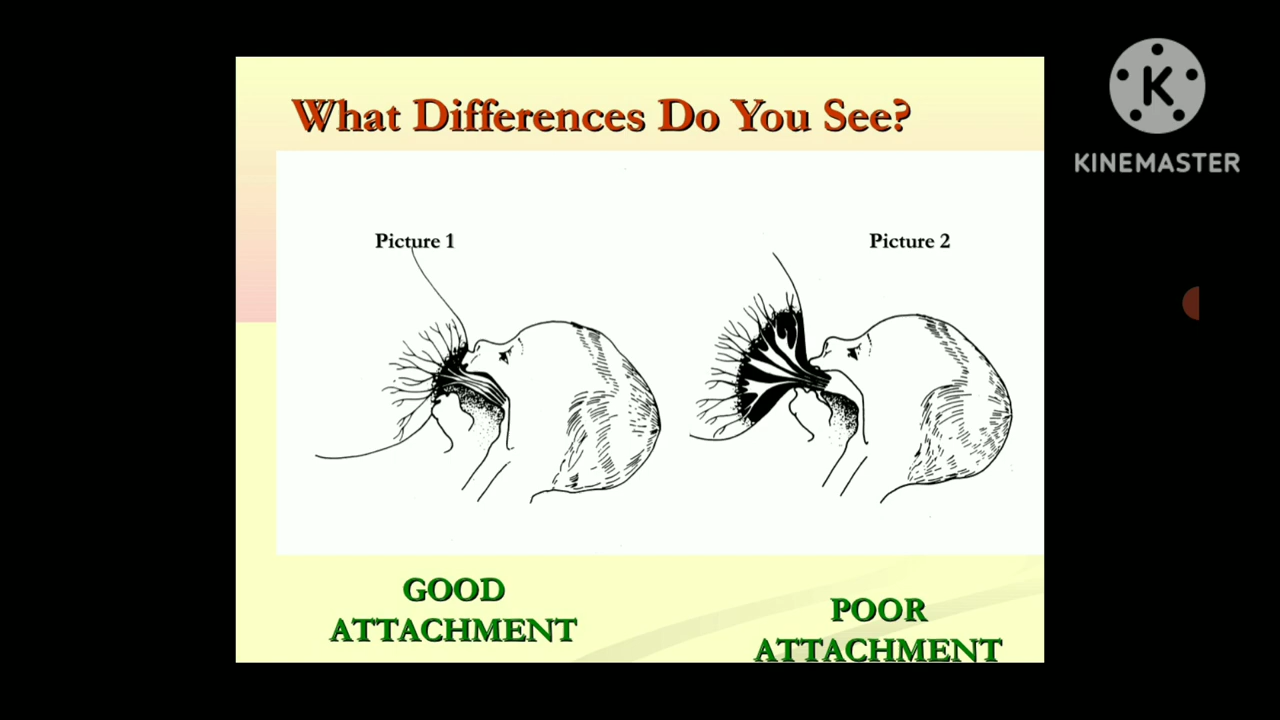 What Differences Do You See?
Picture 1
Picture 2
GOOD
ATTACHMENT
POOR
ATTACHMENT
KINEMASTER